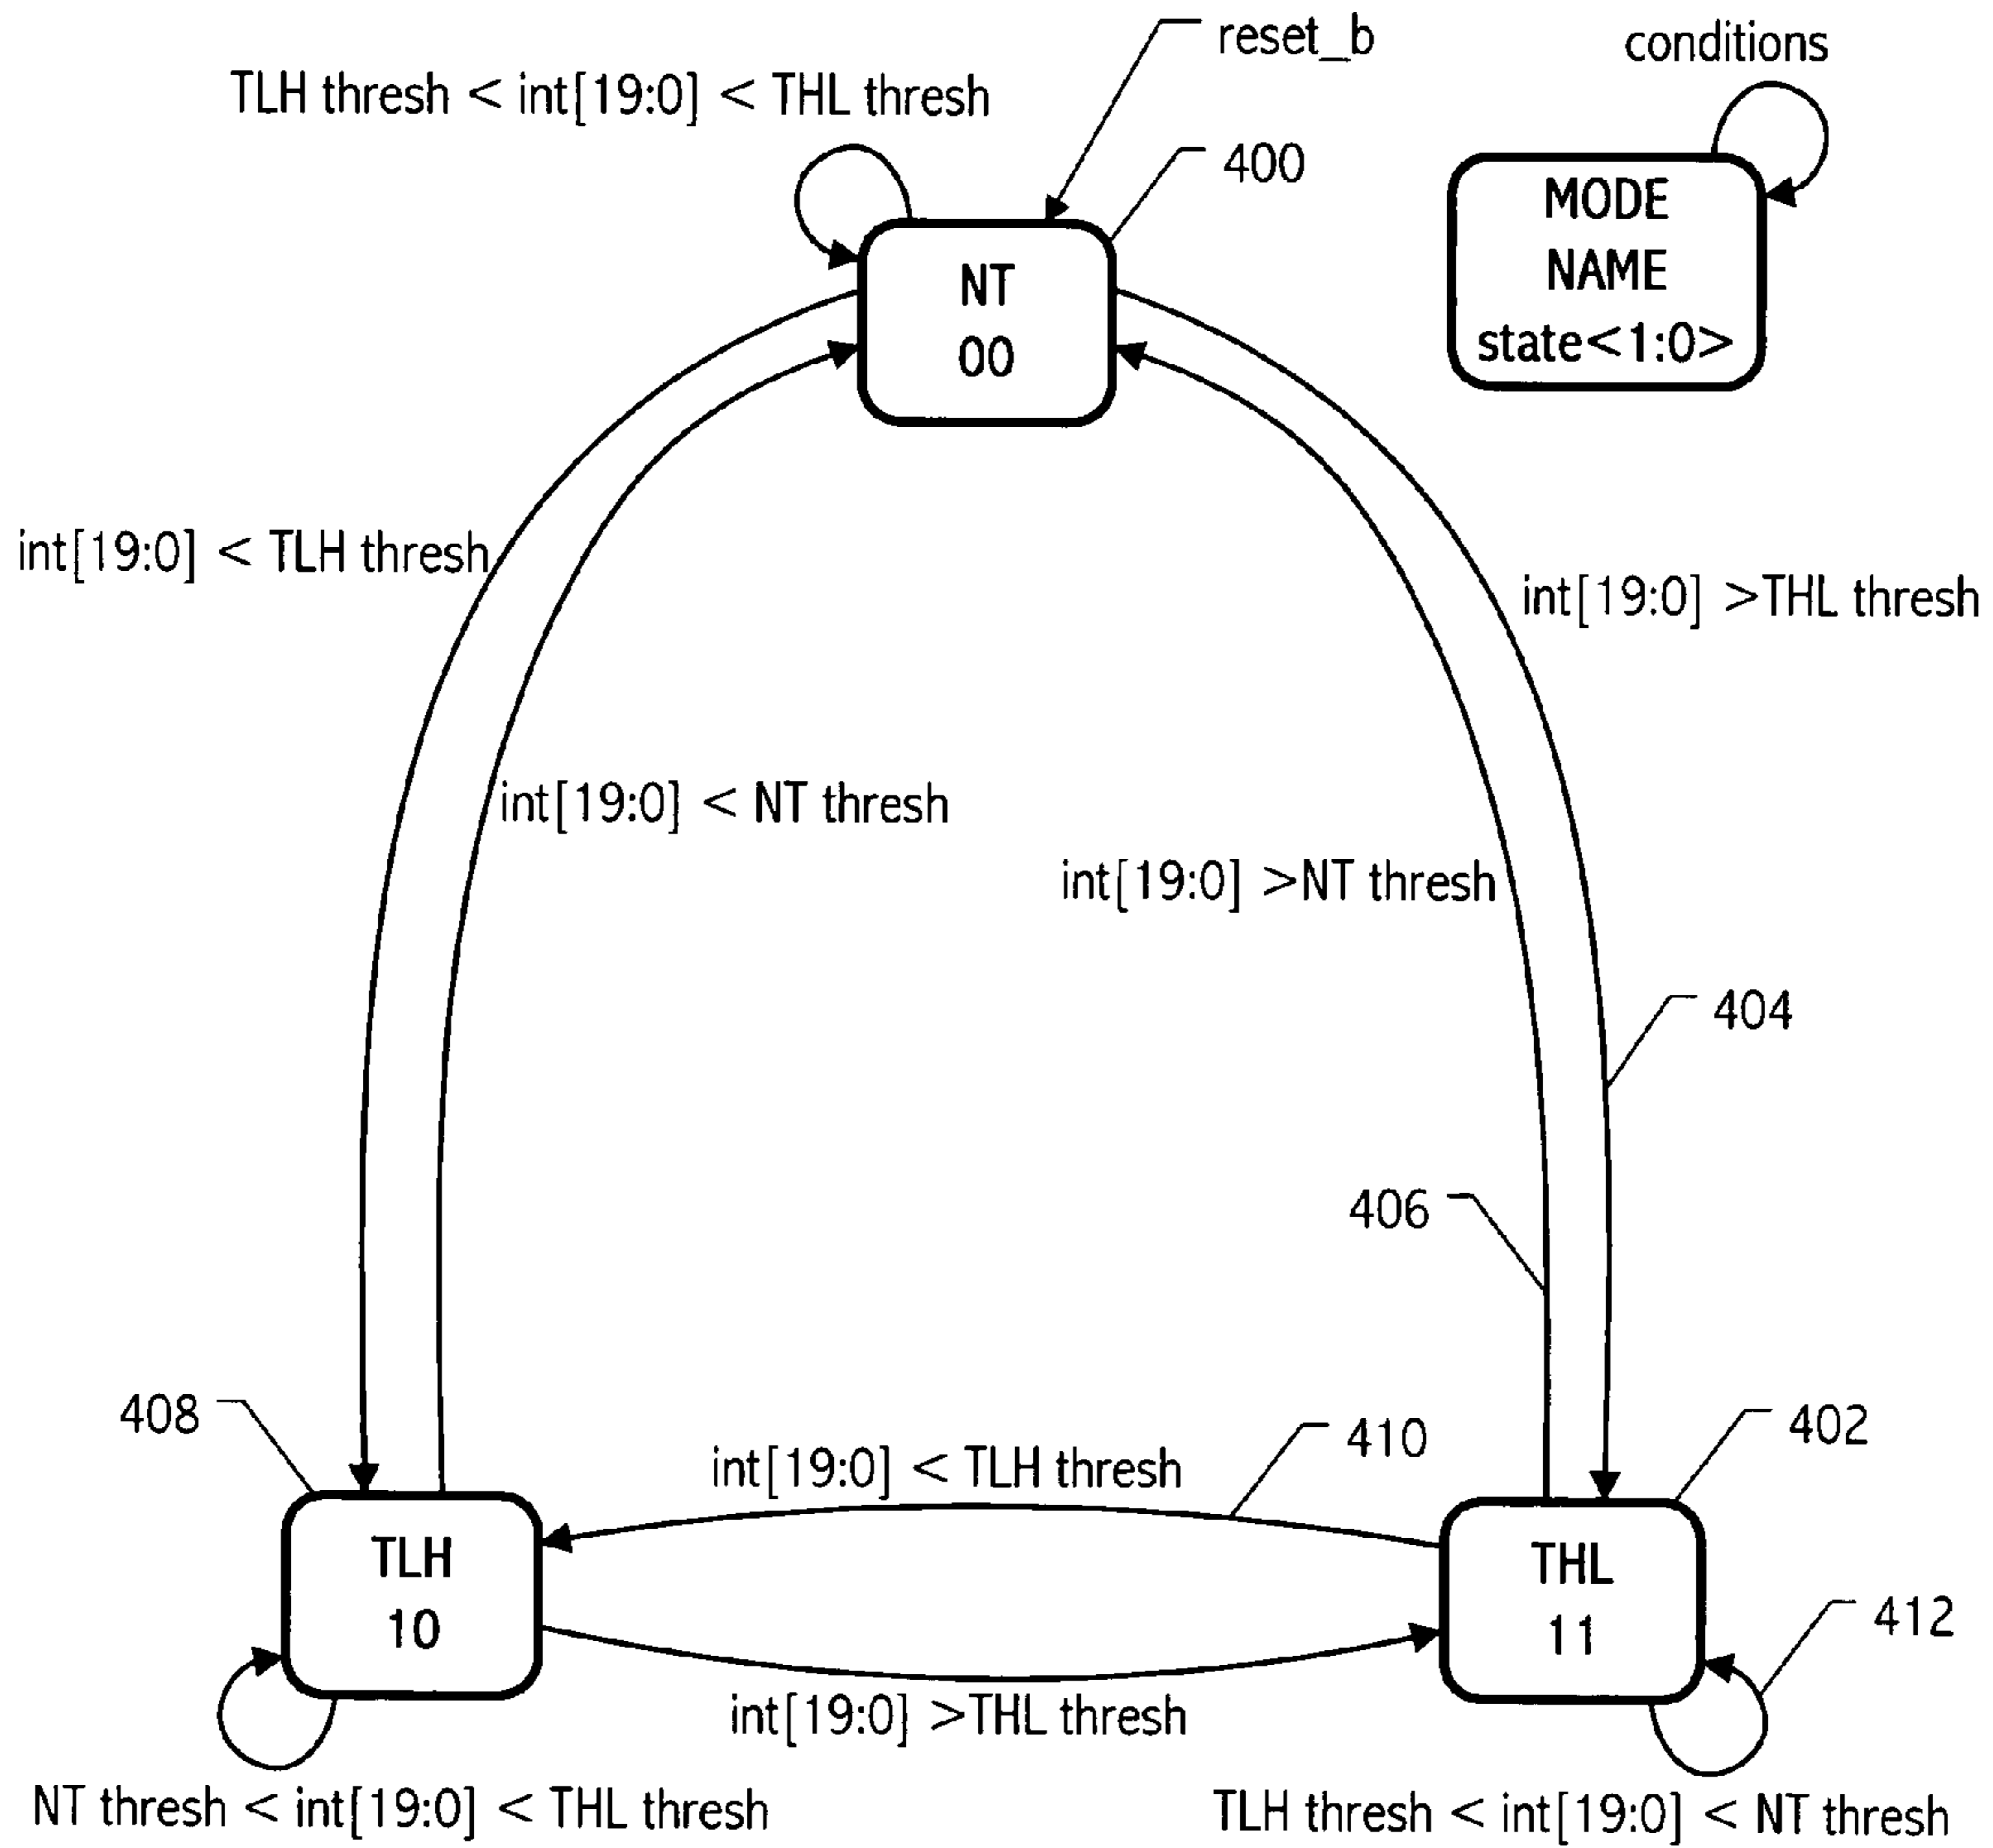 reset_b
conditions
TLH thresh < int[19:0] < THL thresh
400
MODE
NAME
state<1:0>
NT
00
int[19:0] < TLH thresh
int[19:0] >THL thresh
int[19:0] < NT thresh
int[19:0] >NT thresh
404
406
408
int[19:0] < TLH thresh
410
402
TLH
10
THL
11
412
int[19:0] >THL thresh
NT thresh < int[19:0] < THL thresh
TLH thresh < int[19:0] < NT thresh